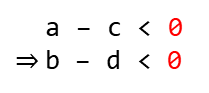 a – c < 0
⇒ b – d < 0